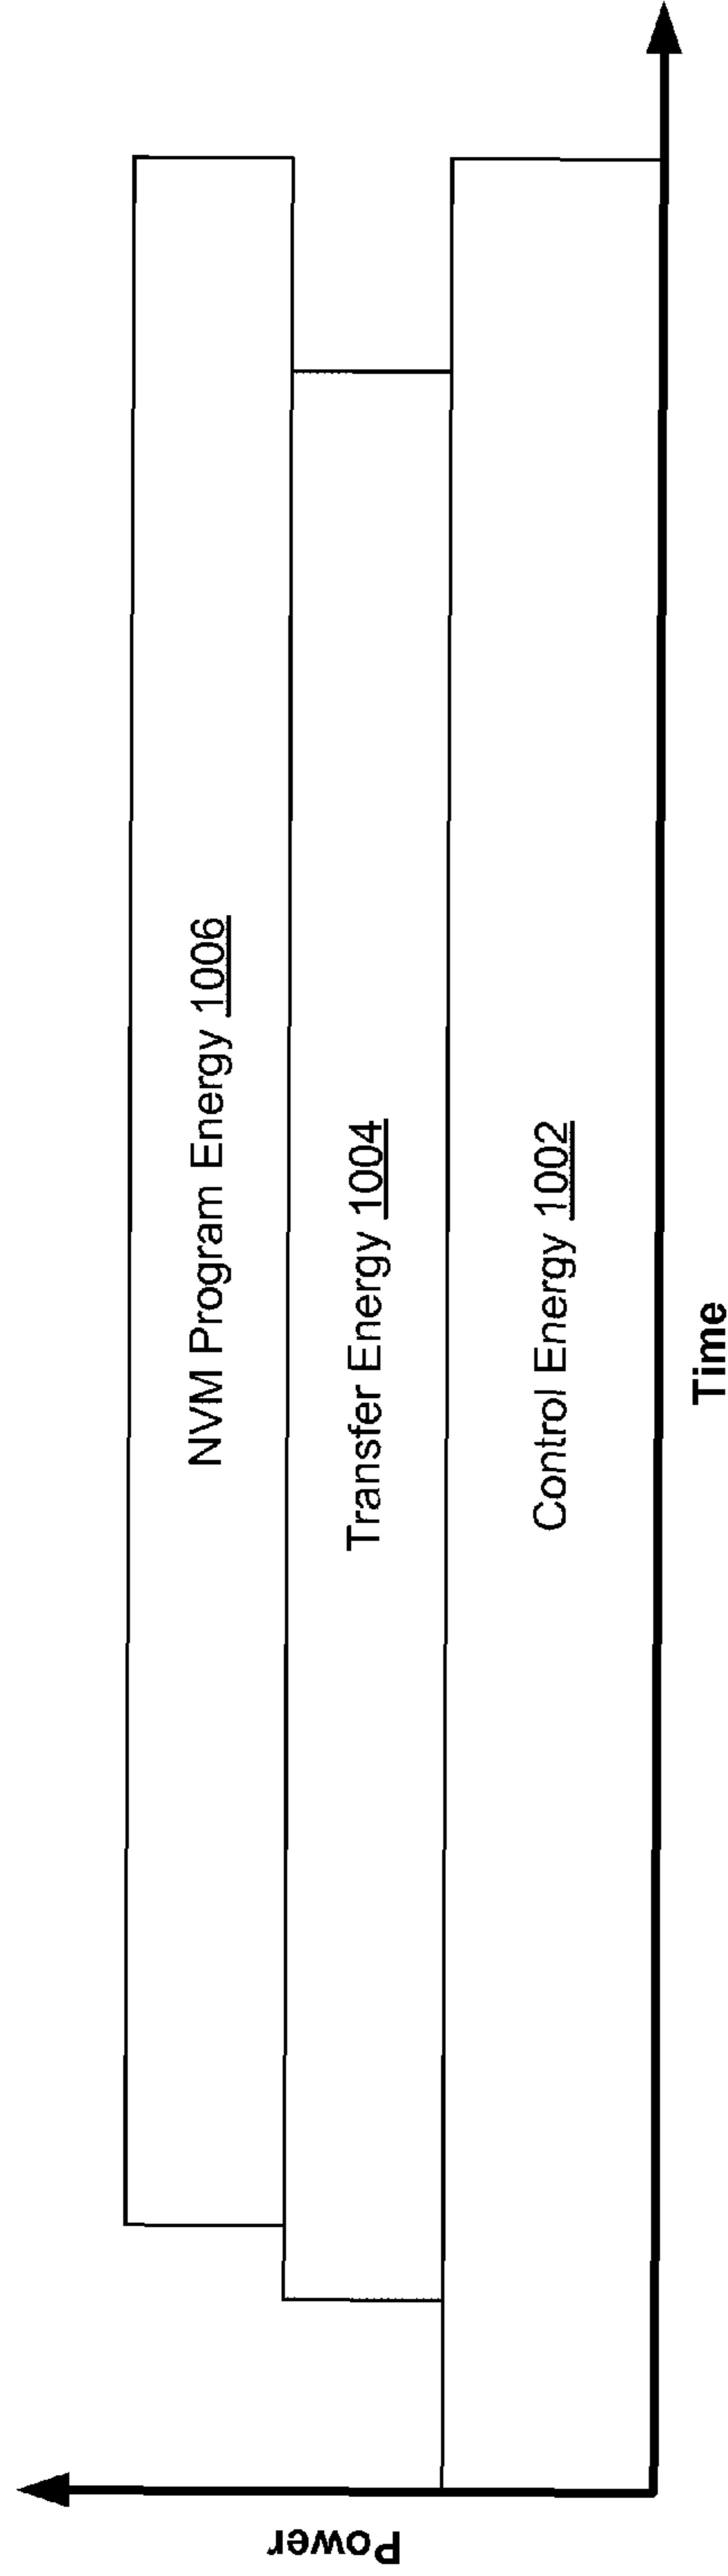 Power
NVM Program Energy 1006
Transfer Energy 1004
Control Energy 1002
Time